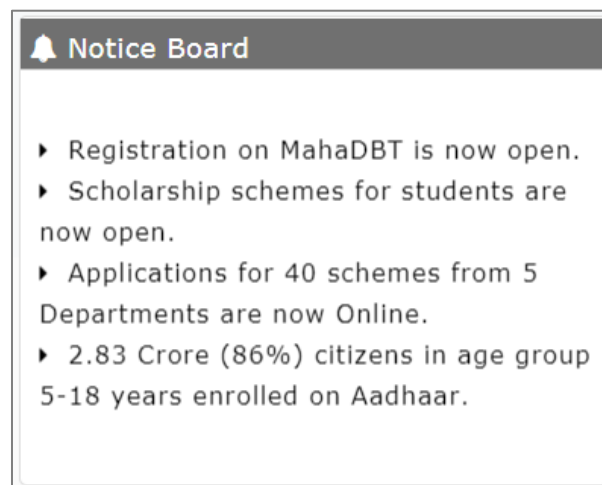 Notice Board
Registration on MahaDBT is now open.
Scholarship schemes for students are
now open.
Applications for 40 schemes from 5
Departments are now Online.
2.83 Crore (86%) citizens in age group
5-18 years enrolled on Aadhaar.